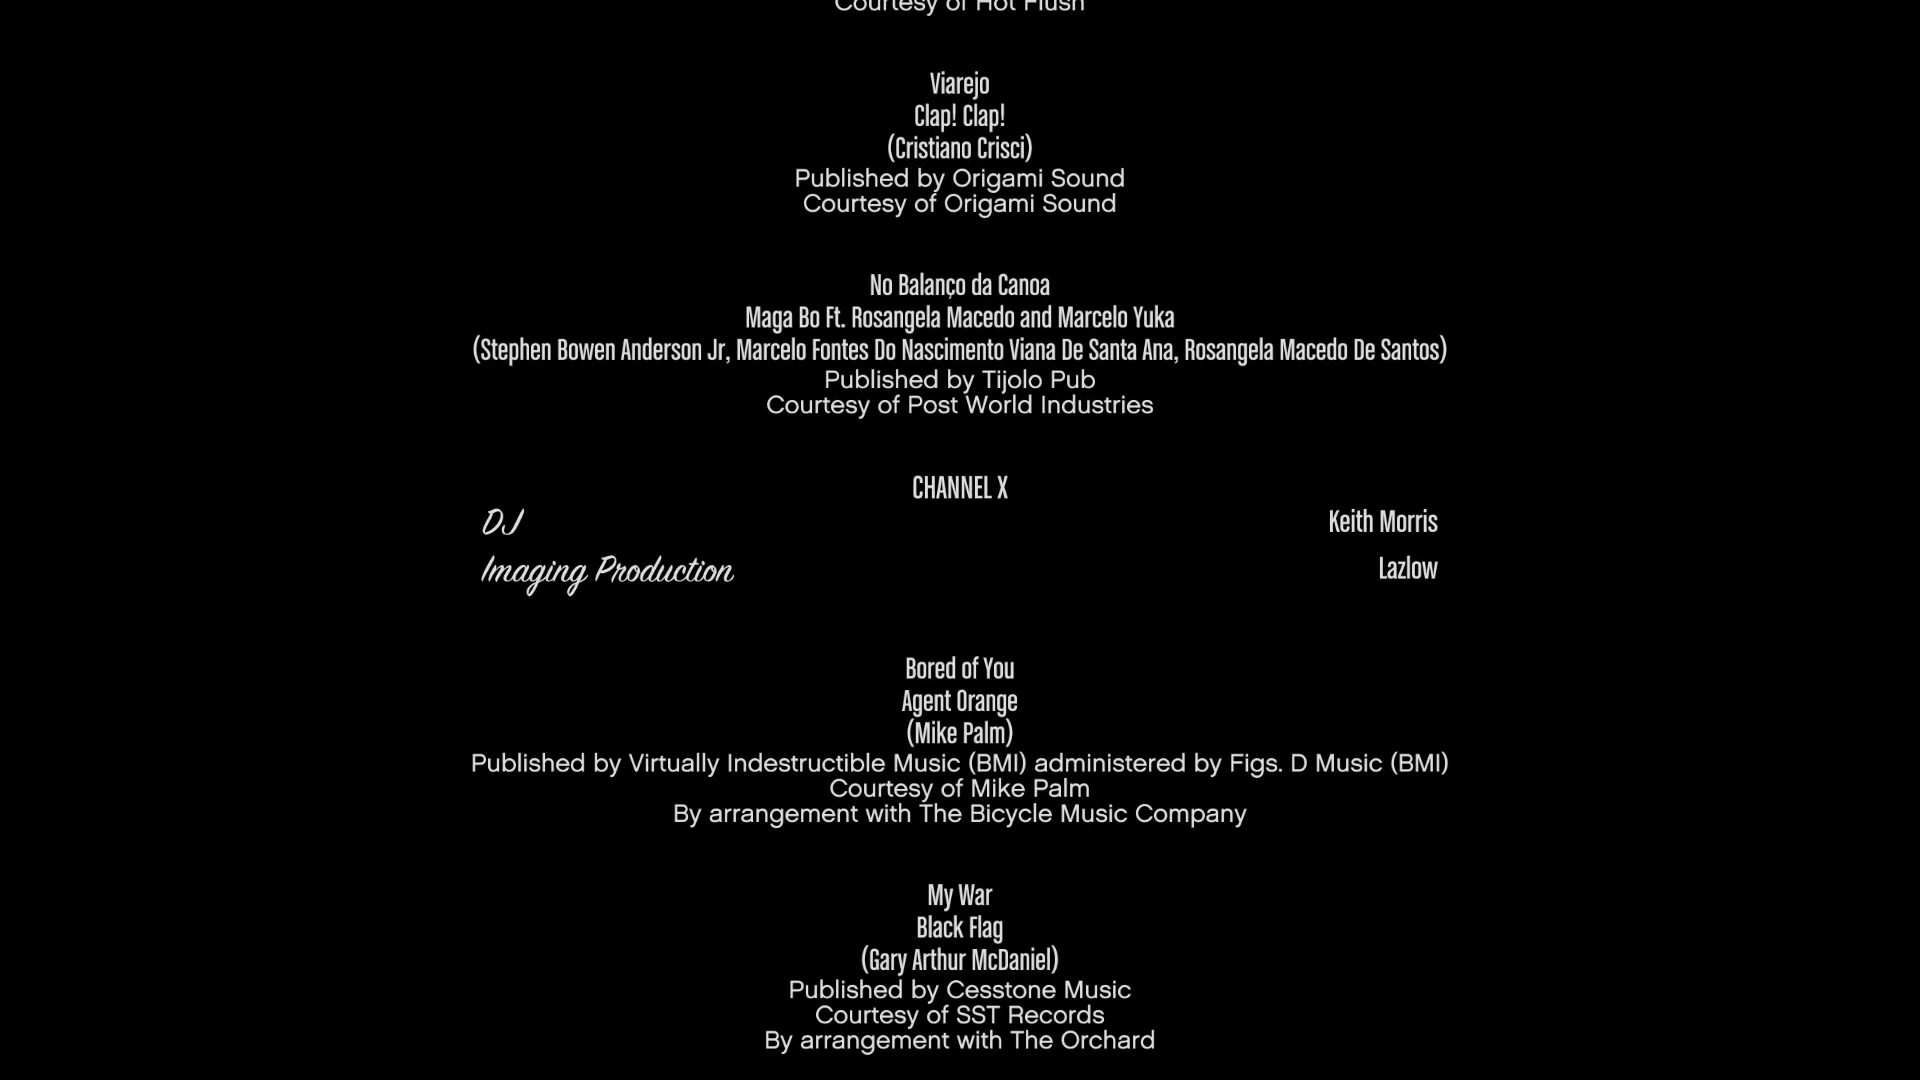 Courtesy of Hot Flush
Viarejo
Clap! Clap!
(Cristiano Crisci)
Published by Origami Sound
Courtesy of Origami Sound
No Balanço da Canoa
Maga Bo Ft. Rosangela Macedo and Marcelo Yuka
(Stephen Bowen Anderson Jr, Marcelo Fontes Do Nascimento Viana De Santa Ana, Rosangela Macedo De Santos)
Published by Tijolo Pub
Courtesy of Post World Industries
CHANNEL X
DJ Keith Morris
Imaging Production Lazlow
Bored of You
Agent Orange
(Mike Palm)
Published by Virtually Indestructible Music (BMI) administered by Figs. D Music (BMI)
Courtesy of Mike Palm
By arrangement with The Bicycle Music Company
My War
Black Flag
(Gary Arthur McDaniel)
Published by Cesstone Music
Courtesy of SST Records
By arrangement with The Orchard